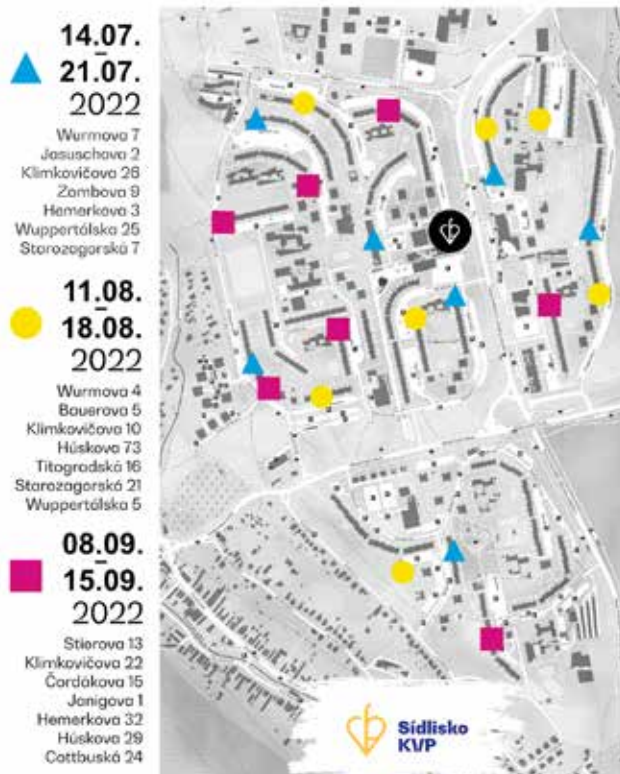 14.07.
–
21.07.
2022
Wurmova 7
Jasuschova 2
Klimkovičova 26
Zombova 9
Hemerkova 3
Wuppertálska 25
Starozagorská 7
11.08.
–
18.08.
2022
Wurmova 4
Bauerova 5
Klimkovičova 10
Húskova 73
Titogradská 16
Starozagorská 21
Wuppertálska 5
08.09.
–
15.09.
2022
Stierova 13
Klimkovičova 22
Čordákova 15
Janigova 1
Hemerkova 32
Húskova 29
Cottbuská 24
Sídlisko
KVP